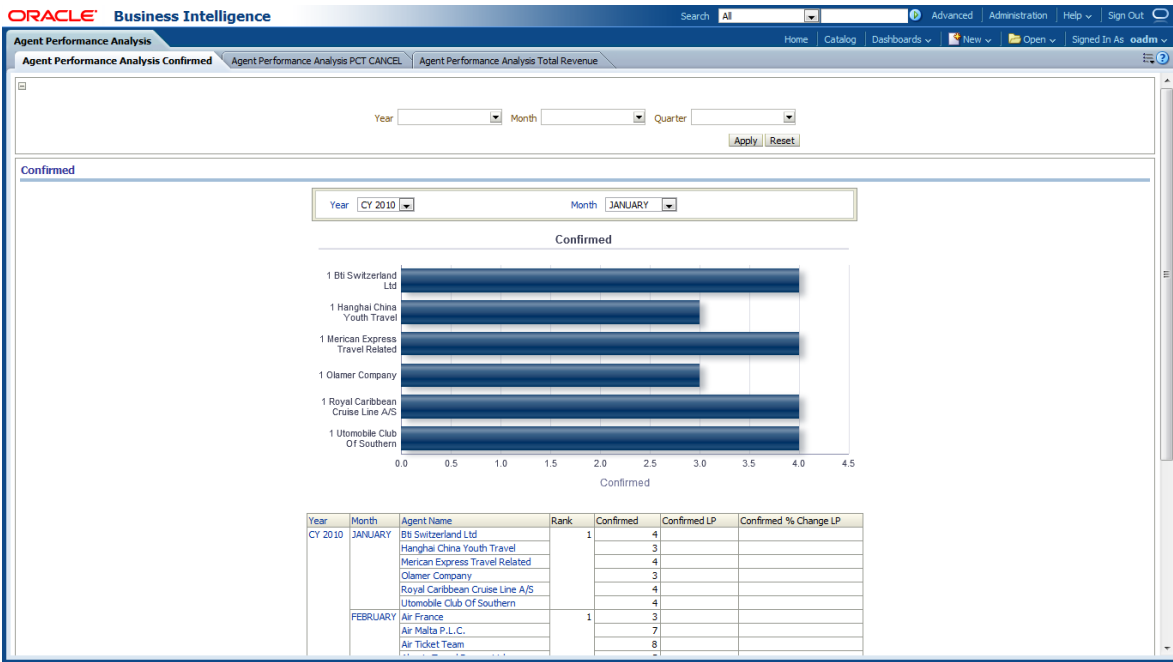 ORACLE Business Intelligence
Search All Advanced Administration Help Sign Out
Agent Performance Analysis
Home Catalog Dashboards New Open Signed In As oadm
Agent Performance Analysis Confirmed Agent Performance Analysis PCT CANCEL Agent Performance Analysis Total Revenue
Year Month Quarter
Apply Reset
Confirmed
Year CY 2010 Month JANUARY
Confirmed
1 Bti Switzerland
Ltd
1 Hanghai China
Youth Travel
1 Merican Express
Travel Related
1 Olamer Company
1 Royal Caribbean
Cruise Line A/S
1 Utomobile Club
Of Southern
0.0 0.5 1.0 1.5 2.0 2.5 3.0 3.5 4.0 4.5
Confirmed
Year Month Agent Name Rank Confirmed Confirmed LP Confirmed % Change LP
CY 2010 JANUARY Bti Switzerland Ltd 1 4
Hanghai China Youth Travel 3
Merican Express Travel Related 4
Olamer Company 3
Royal Caribbean Cruise Line A/S 4
Utomobile Club Of Southern 4
FEBRUARY Air France 1 3
Air Malta P.L.C. 7
Air Ticket Team 8